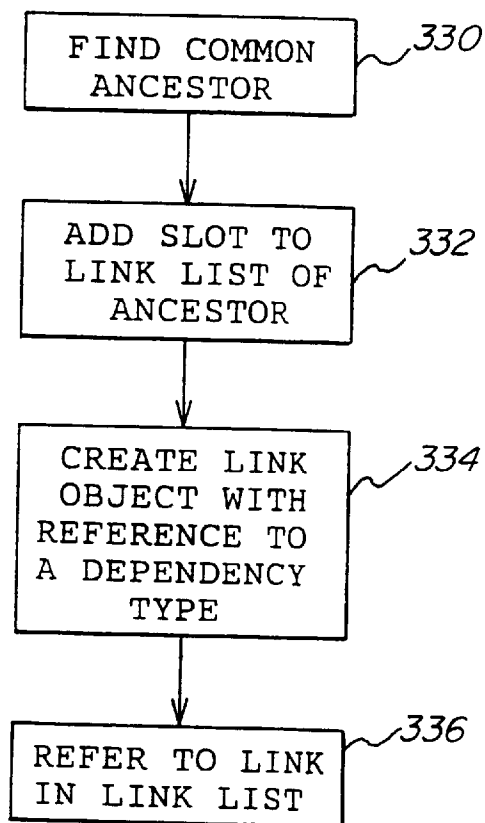 FIND COMMON
ANCESTOR
330
ADD SLOT TO
LINK LIST OF
ANCESTOR
332
CREATE LINK
OBJECT WITH
REFERENCE TO
A DEPENDENCY
TYPE
334
REFER TO LINK
IN LINK LIST
336